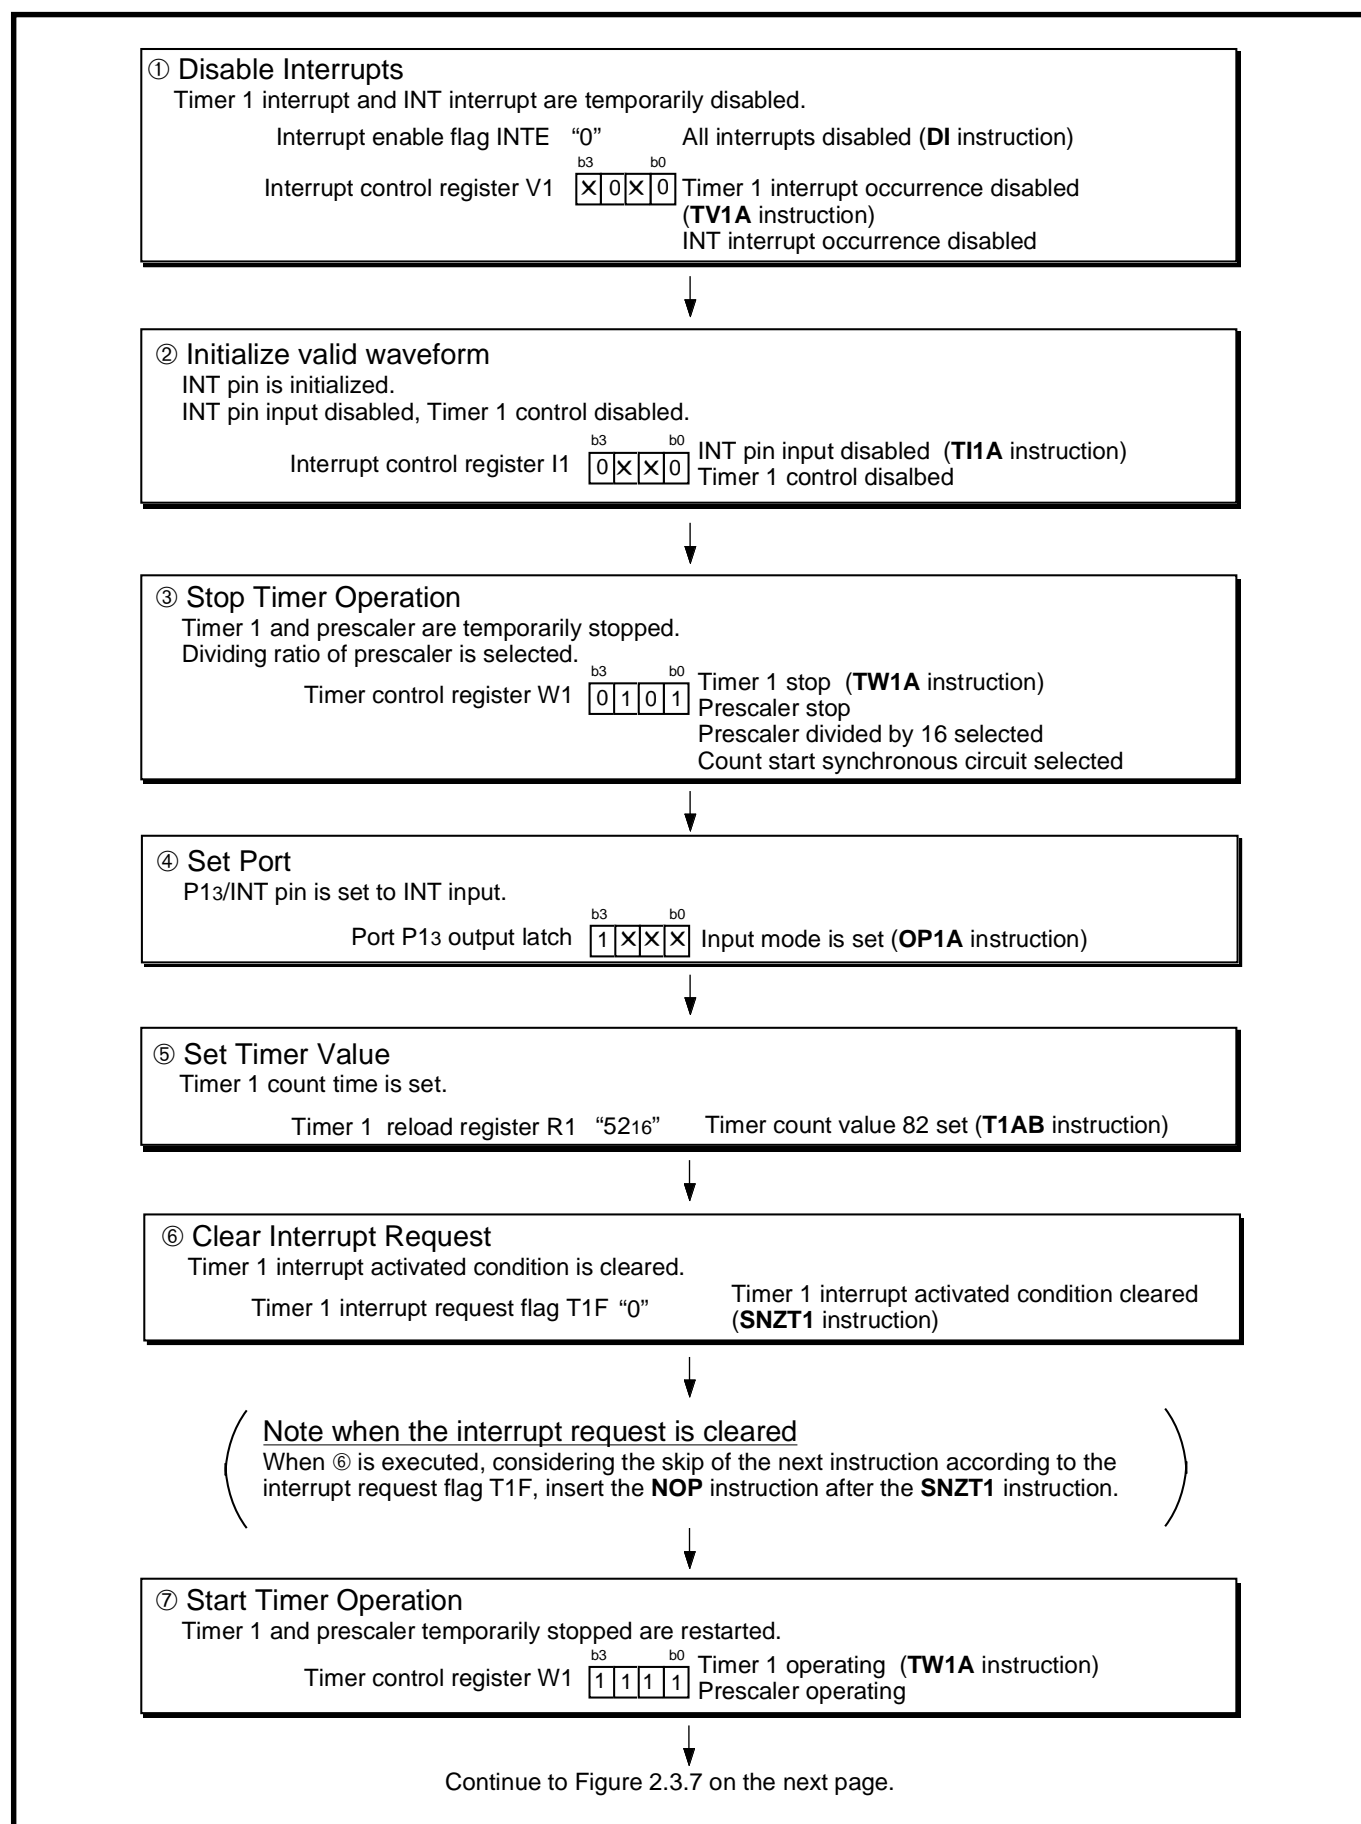 ① Disable Interrupts
Timer 1 interrupt and INT interrupt are temporarily disabled.
Interrupt enable flag INTE “0” All interrupts disabled (DI instruction)
b3 b0
Interrupt control register V1 ✕ 0 ✕ 0 Timer 1 interrupt occurrence disabled
(TV1A instruction)
INT interrupt occurrence disabled
② Initialize valid waveform
INT pin is initialized.
INT pin input disabled, Timer 1 control disabled.
b3 b0
Interrupt control register I1 0 ✕ ✕ 0 INT pin input disabled (TI1A instruction)
Timer 1 control disalbed
③ Stop Timer Operation
Timer 1 and prescaler are temporarily stopped.
Dividing ratio of prescaler is selected.
b3 b0
Timer control register W1 0 1 0 1 Timer 1 stop (TW1A instruction)
Prescaler stop
Prescaler divided by 16 selected
Count start synchronous circuit selected
④ Set Port
P13/INT pin is set to INT input.
b3 b0
Port P13 output latch 1 ✕ ✕ ✕ Input mode is set (OP1A instruction)
⑤ Set Timer Value
Timer 1 count time is set.
Timer 1 reload register R1 “5216” Timer count value 82 set (T1AB instruction)
⑥ Clear Interrupt Request
Timer 1 interrupt activated condition is cleared.
Timer 1 interrupt request flag T1F “0” Timer 1 interrupt activated condition cleared
(SNZT1 instruction)
Note when the interrupt request is cleared
When ⑥ is executed, considering the skip of the next instruction according to the
interrupt request flag T1F, insert the NOP instruction after the SNZT1 instruction.
⑦ Start Timer Operation
Timer 1 and prescaler temporarily stopped are restarted.
b3 b0
Timer control register W1 1 1 1 1 Timer 1 operating (TW1A instruction)
Prescaler operating
Continue to Figure 2.3.7 on the next page.